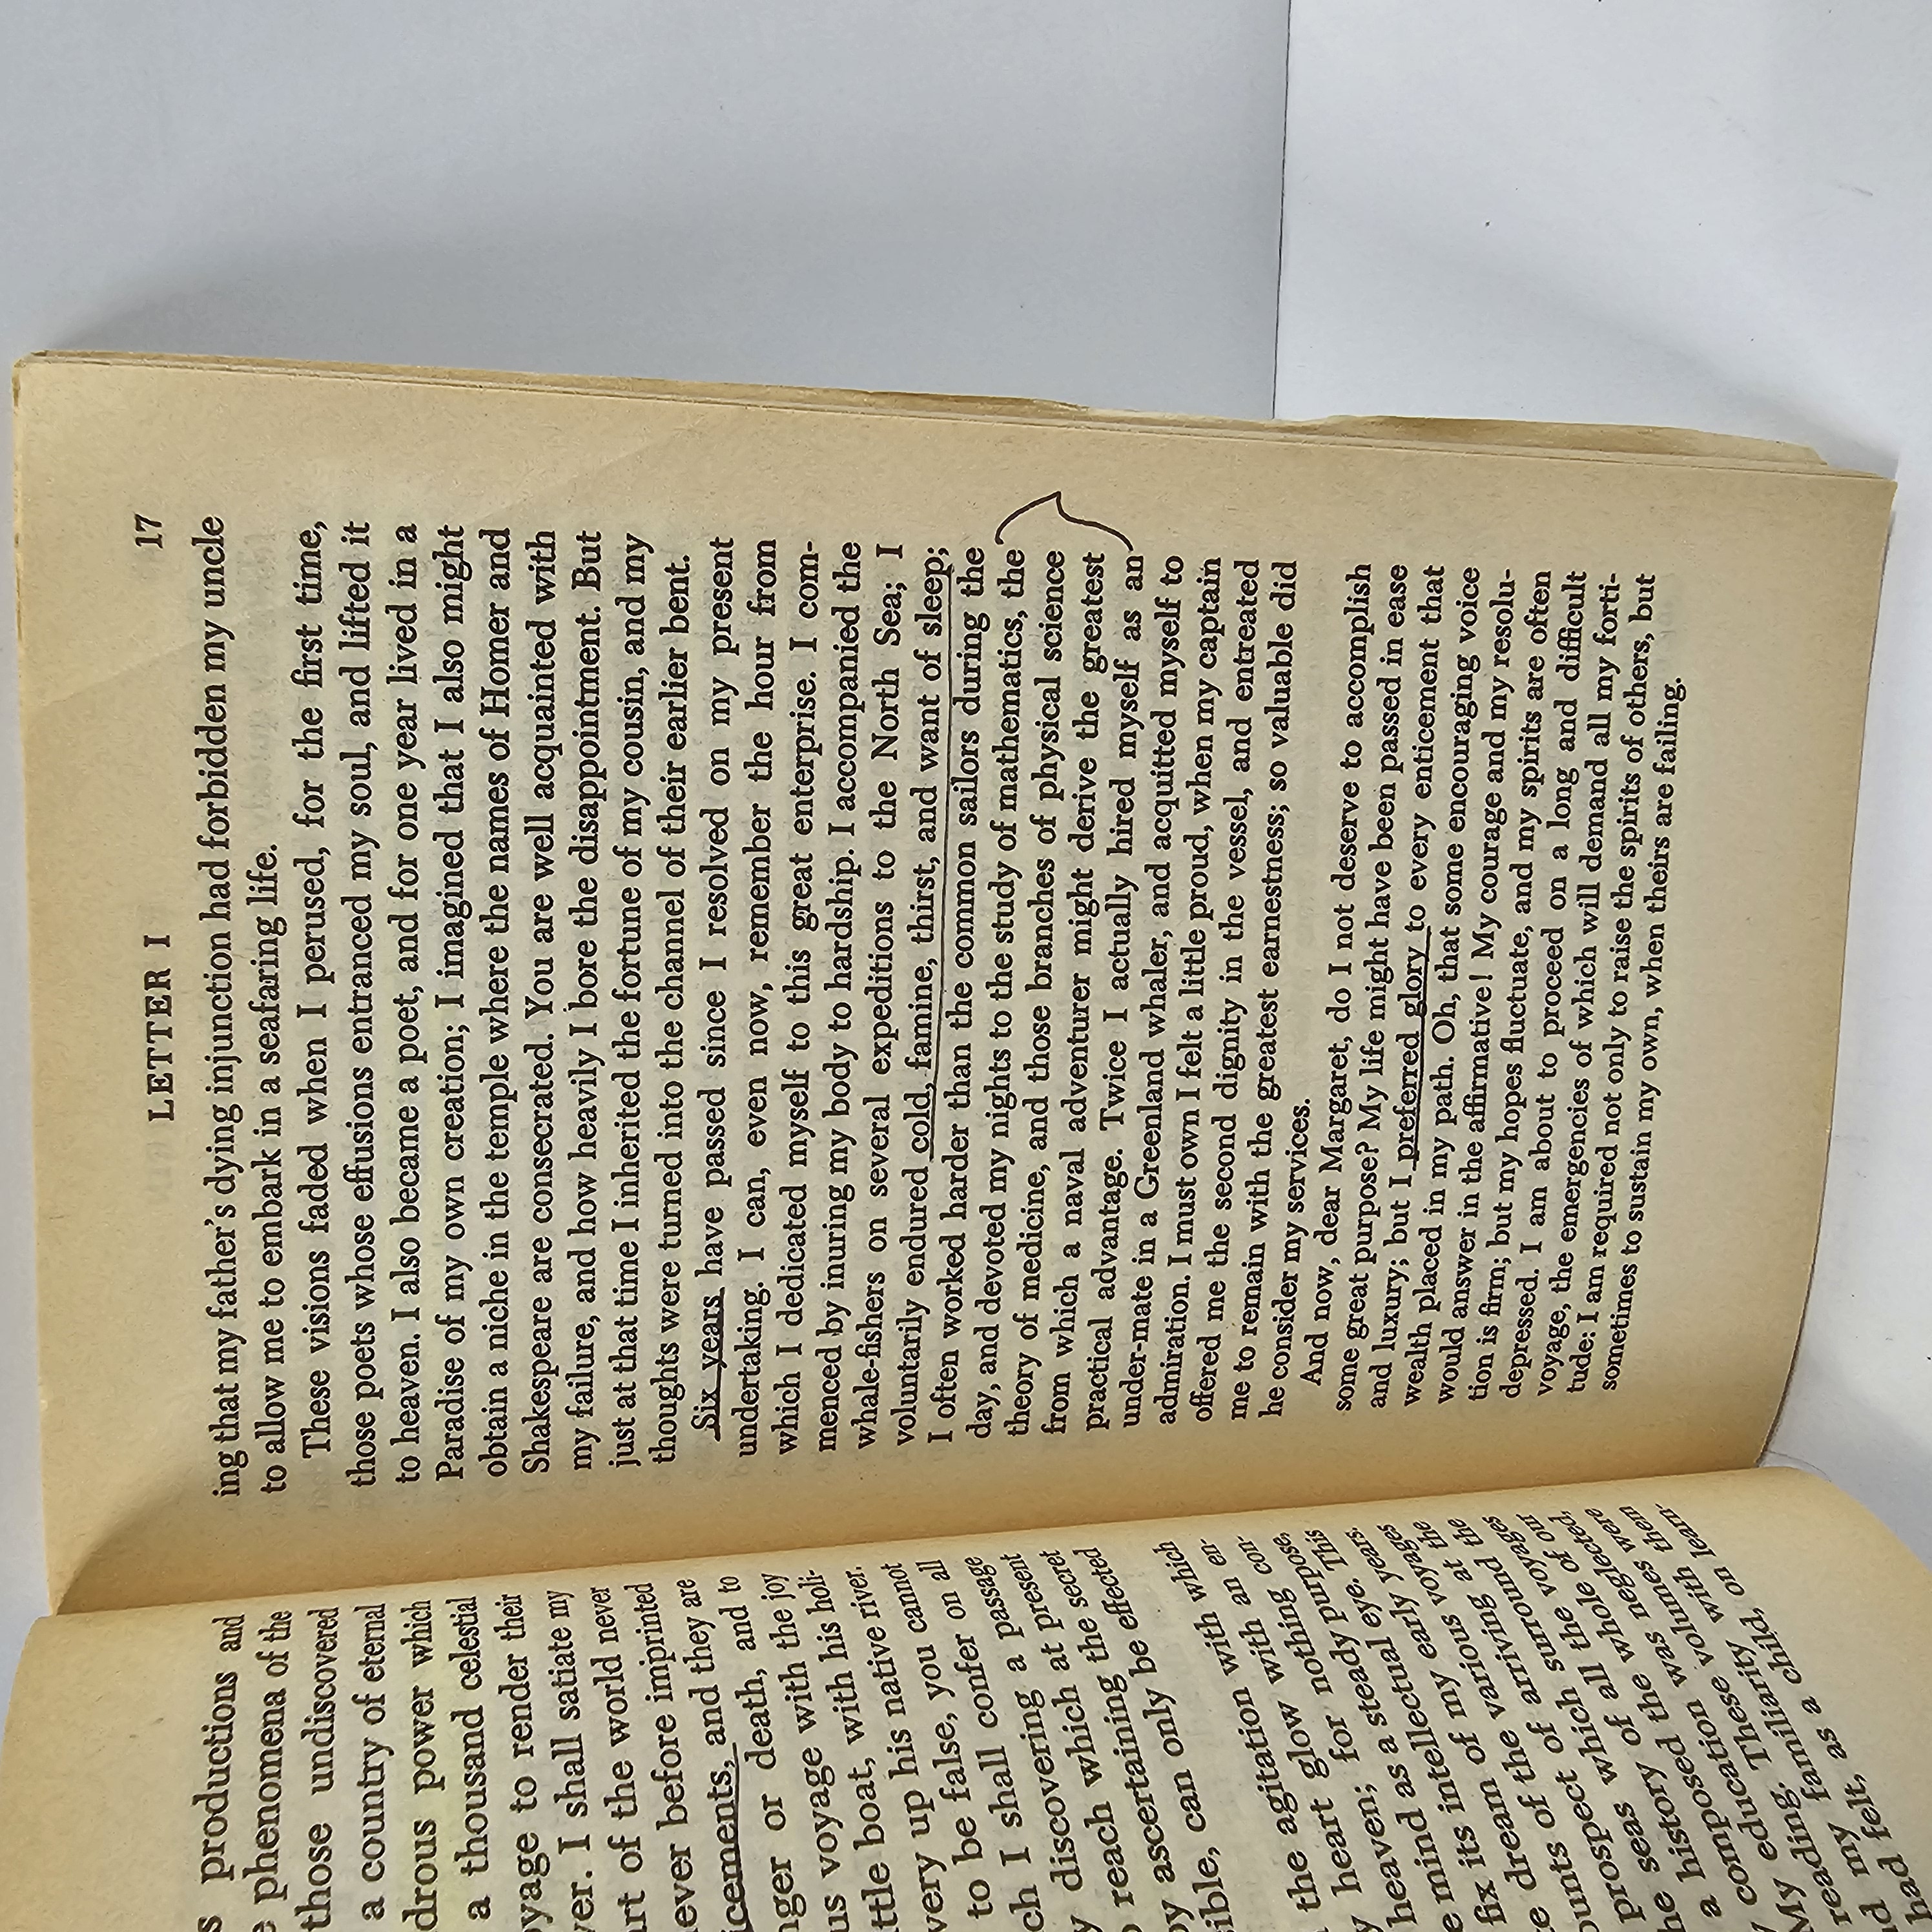 productions and
phenomena of the
those undiscovered
a country of eternal
power which
a thousand celestial
to render their
I shall satiate my
of the world never
before imprinted
and they are
or death, and to
voyage with the joy
boat, with his holi-
up his native river.
to be false, you cannot
I shall confer on all
discovering a passage
reach which at present
ascertaining the secret
can only be effected
the agitation with which
heart glow with an en-
heaven; for nothing con-
mind as a steady purpose,
fix its intellectual eye. This
dream of my early years.
of the various voyages
prospect of arriving at the
seas which surround the
a history of all the voyages
composed the whole of our
My education was neglected,
reading. These volumes were
my familiarity with them
had felt, as a child, on learn-
LETTER I 17
ing that my father's dying injunction had forbidden my uncle
to allow me to embark in a seafaring life.
These visions faded when I perused, for the first time,
those poets whose effusions entranced my soul, and lifted it
to heaven. I also became a poet, and for one year lived in a
Paradise of my own creation; I imagined that I also might
obtain a niche in the temple where the names of Homer and
Shakespeare are consecrated. You are well acquainted with
my failure, and how heavily I bore the disappointment. But
just at that time I inherited the fortune of my cousin, and my
thoughts were turned into the channel of their earlier bent.
Six years have passed since I resolved on my present
undertaking. I can, even now, remember the hour from
which I dedicated myself to this great enterprise. I com-
menced by inuring my body to hardship. I accompanied the
whale-fishers on several expeditions to the North Sea; I
voluntarily endured cold, famine, thirst, and want of sleep;
I often worked harder than the common sailors during the
day, and devoted my nights to the study of mathematics, the
theory of medicine, and those branches of physical science
from which a naval adventurer might derive the greatest
practical advantage. Twice I actually hired myself as an
under-mate in a Greenland whaler, and acquitted myself to
admiration. I must own I felt a little proud, when my captain
offered me the second dignity in the vessel, and entreated
me to remain with the greatest earnestness; so valuable did
he consider my services.
And now, dear Margaret, do I not deserve to accomplish
some great purpose? My life might have been passed in ease
and luxury; but I preferred glory to every enticement that
wealth placed in my path. Oh, that some encouraging voice
would answer in the affirmative! My courage and my resolu-
tion is firm; but my hopes fluctuate, and my spirits are often
depressed. I am about to proceed on a long and difficult
voyage, the emergencies of which will demand all my forti-
tude: I am required not only to raise the spirits of others, but
sometimes to sustain my own, when theirs are failing.